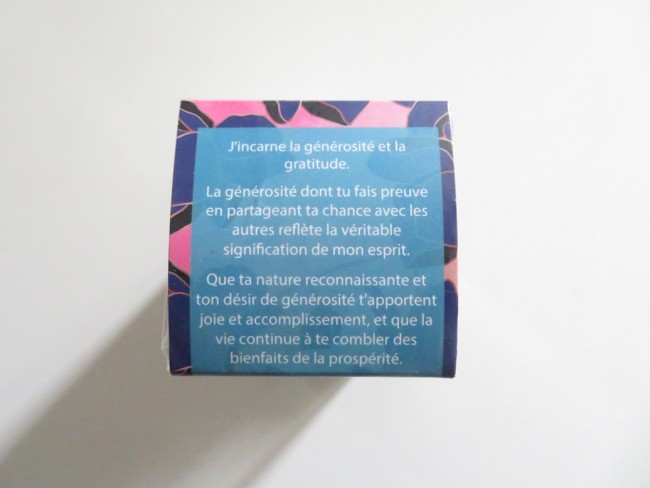 J'incarne la générosité et la
gratitude.
La générosité dont tu fais preuve
en partageant ta chance avec les
autres reflète la véritable
signification de mon esprit.
Que ta nature reconnaissante et
ton désir de générosité t'apportent
joie et accomplissement, et que la
vie continue à te combler des
bienfaits de la prospérité.